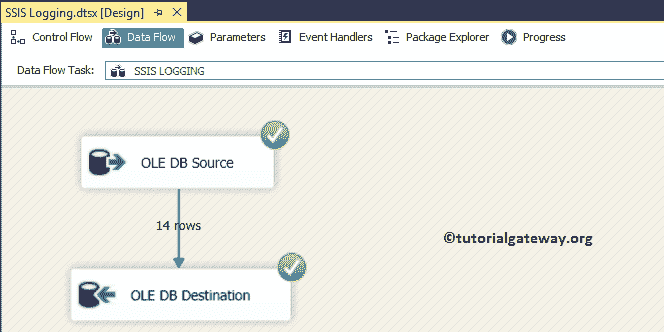 SSIS Logging.dtsx [Design]
Control Flow Data Flow Parameters Event Handlers Package Explorer Progress
Data Flow Task: SSIS LOGGING
OLE DB Source
14 rows
©tutorialgateway.org
OLE DB Destination